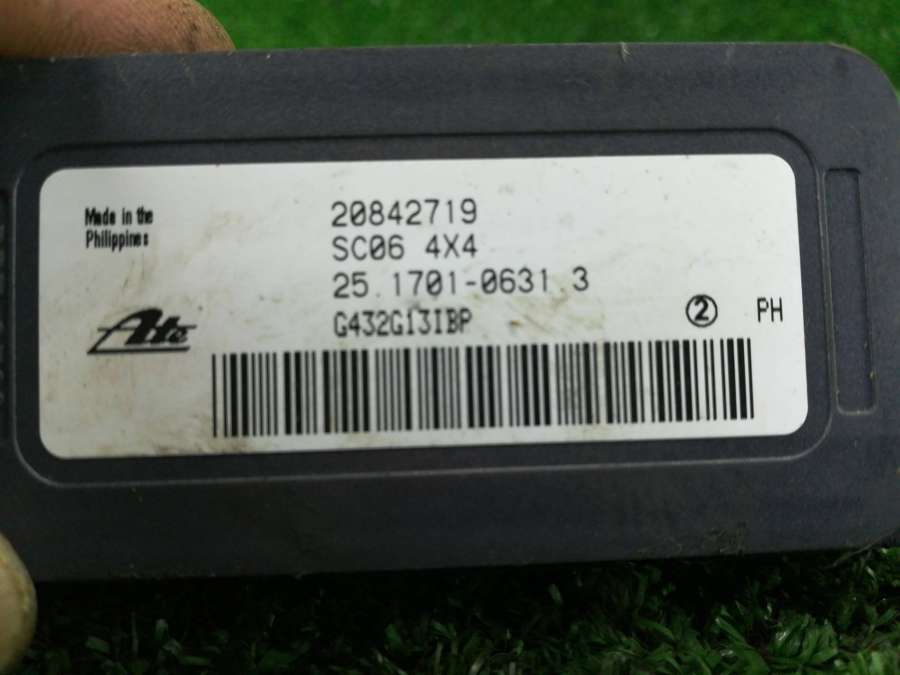 Made in the
Philippines
Ate
20842719
SC06 4X4
25.1701-0631.3
G432G13IBP
② PH